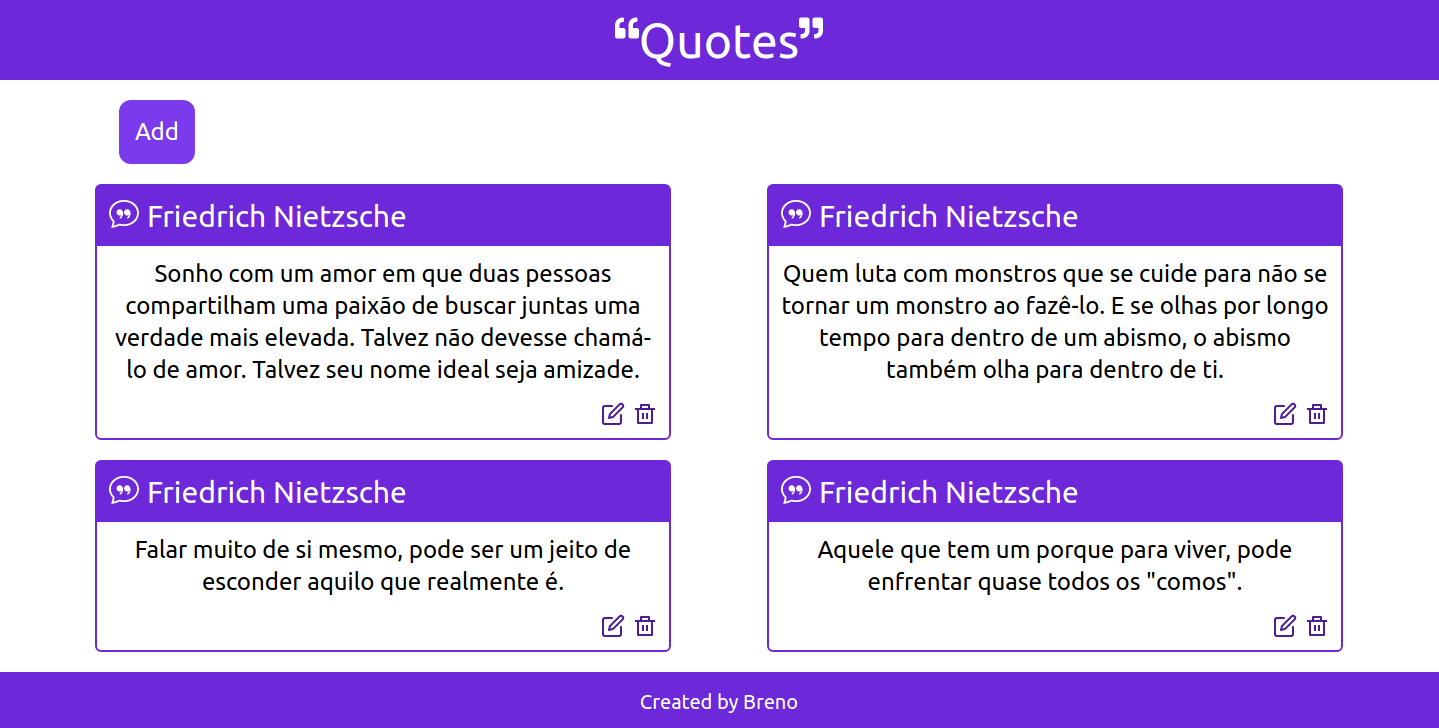 “Quotes”
Add
Friedrich Nietzsche
Sonho com um amor em que duas pessoas
compartilham uma paixão de buscar juntas uma
verdade mais elevada. Talvez não devesse chamá-
lo de amor. Talvez seu nome ideal seja amizade.
Friedrich Nietzsche
Quem luta com monstros que se cuide para não se
tornar um monstro ao fazê-lo. E se olhas por longo
tempo para dentro de um abismo, o abismo
também olha para dentro de ti.
Friedrich Nietzsche
Falar muito de si mesmo, pode ser um jeito de
esconder aquilo que realmente é.
Friedrich Nietzsche
Aquele que tem um porque para viver, pode
enfrentar quase todos os "comos".
Created by Breno